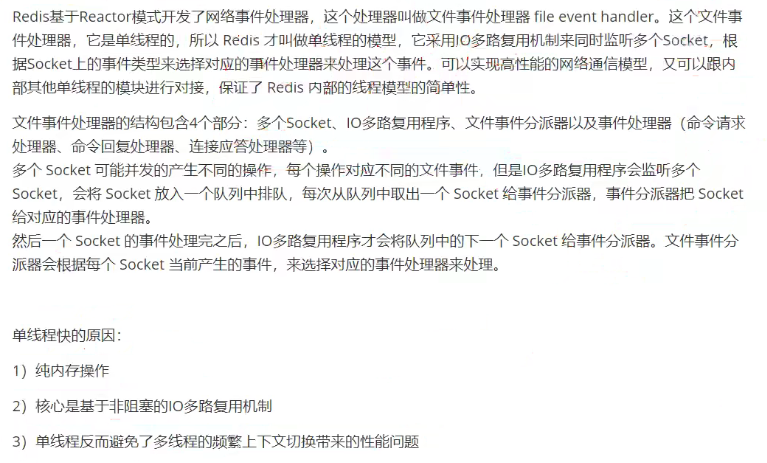 Redis基于Reactor模式开发了网络事件处理器，这个处理器叫做文件事件处理器 file event handler。这个文件事
件处理器，它是单线程的，所以 Redis 才叫做单线程的模型，它采用IO多路复用机制来同时监听多个Socket，根
据Socket上的事件类型来选择对应的事件处理器来处理这个事件。可以实现高性能的网络通信模型，又可以跟内
部其他单线程的模块进行对接，保证了 Redis 内部的线程模型的简单性。
文件事件处理器的结构包含4个部分：多个Socket、IO多路复用程序、文件事件分派器以及事件处理器（命令请求
处理器、命令回复处理器、连接应答处理器等）。
多个 Socket 可能并发的产生不同的操作，每个操作对应不同的文件事件，但是IO多路复用程序会监听多个
Socket，会将 Socket 放入一个队列中排队，每次从队列中取出一个 Socket 给事件分派器，事件分派器把 Socket
给对应的事件处理器。
然后一个 Socket 的事件处理完之后，IO多路复用程序才会将队列中的下一个 Socket 给事件分派器。文件事件分
派器会根据每个 Socket 当前产生的事件，来选择对应的事件处理器来处理。
单线程快的原因：
1）纯内存操作
2）核心是基于非阻塞的IO多路复用机制
3）单线程反而避免了多线程的频繁上下文切换带来的性能问题